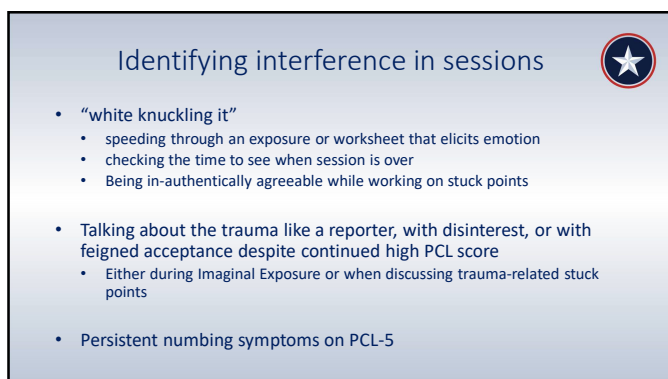 Identifying interference in sessions
• “white knuckling it”
• speeding through an exposure or worksheet that elicits emotion
• checking the time to see when session is over
• Being in-authentically agreeable while working on stuck points
• Talking about the trauma like a reporter, with disinterest, or with
feigned acceptance despite continued high PCL score
• Either during Imaginal Exposure or when discussing trauma-related stuck
points
• Persistent numbing symptoms on PCL-5